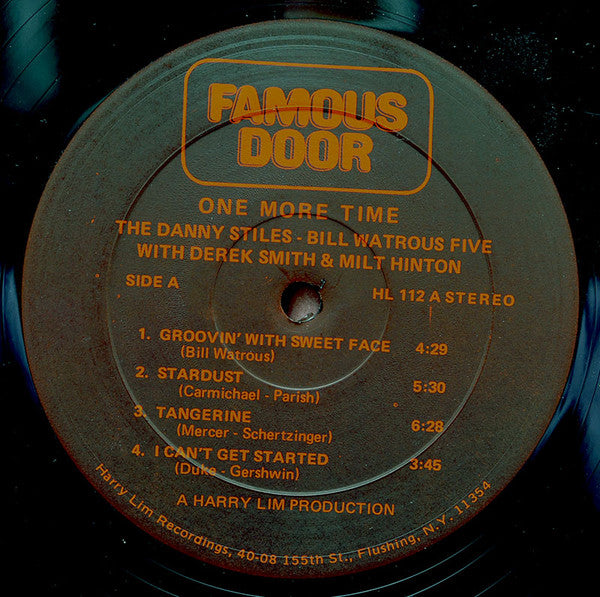 FAMOUS
DOOR
ONE MORE TIME
THE DANNY STILES - BILL WATROUS FIVE
WITH DEREK SMITH & MILT HINTON
SIDE A
HL 112 A STEREO
1. GROOVIN' WITH SWEET FACE 4:29
(Bill Watrous)
2. STARDUST 5:30
(Carmichael - Parish)
3. TANGERINE 6:28
(Mercer - Schertzinger)
4. I CAN'T GET STARTED 3:45
(Duke - Gershwin)
A HARRY LIM PRODUCTION
Harry Lim Recordings, 40-08 155th St., Flushing, N.Y. 11354